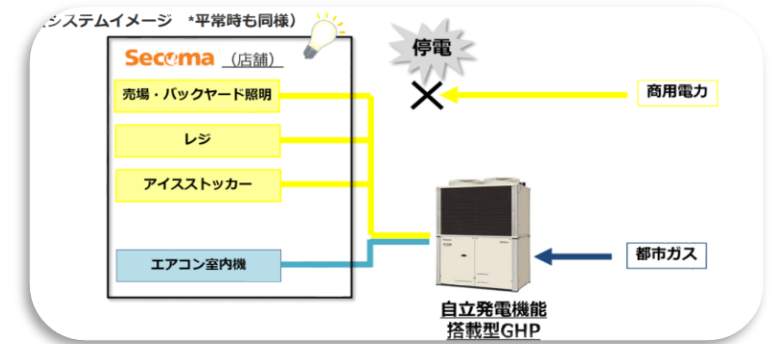 システムイメージ *平常時も同様)
Secoma (店舗)
停電
売場・バックヤード照明
商用電力
レジ
アイスストッカー
都市ガス
エアコン室内機
自立発電機能
搭載型GHP